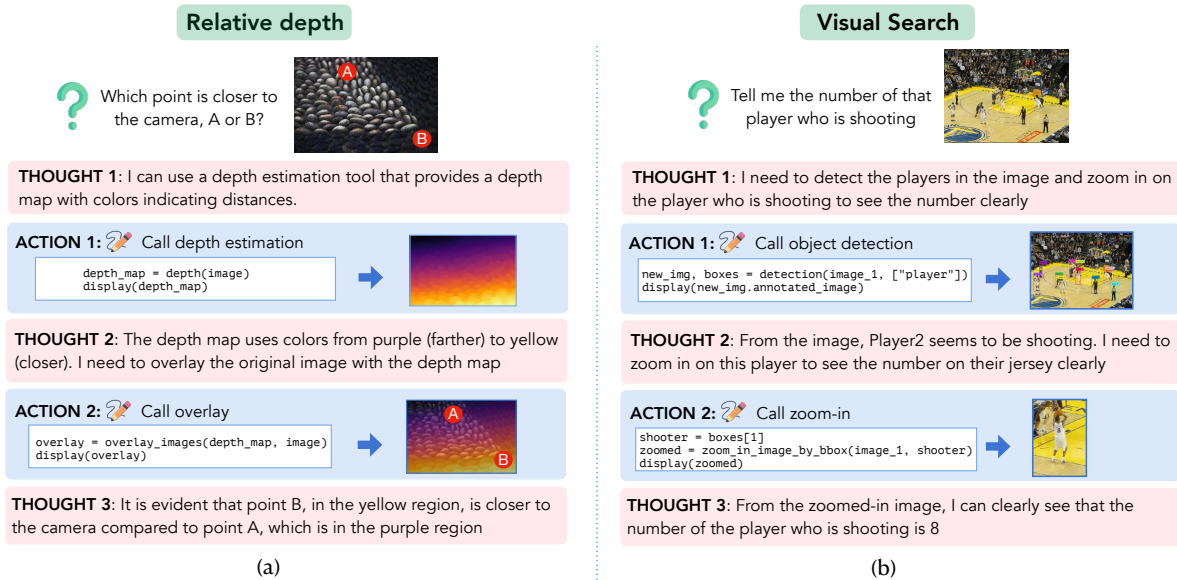 Relative depth
Which point is closer to
the camera, A or B?
A
B
THOUGHT 1: I can use a depth estimation tool that provides a depth
map with colors indicating distances.
ACTION 1: Call depth estimation
depth_map = depth(image)
display(depth_map)
THOUGHT 2: The depth map uses colors from purple (farther) to yellow
(closer). I need to overlay the original image with the depth map
ACTION 2: Call overlay
overlay = overlay_images(depth_map, image)
display(overlay)
A
B
THOUGHT 3: It is evident that point B, in the yellow region, is closer to
the camera compared to point A, which is in the purple region
(a)
Visual Search
Tell me the number of that
player who is shooting
THOUGHT 1: I need to detect the players in the image and zoom in on
the player who is shooting to see the number clearly
ACTION 1: Call object detection
new_img, boxes = detection(image_1, ["player"])
display(new_img.annotated_image)
THOUGHT 2: From the image, Player2 seems to be shooting. I need to
zoom in on this player to see the number on their jersey clearly
ACTION 2: Call zoom-in
shooter = boxes[1]
zoomed = zoom_in_image_by_bbox(image_1, shooter)
display(zoomed)
THOUGHT 3: From the zoomed-in image, I can clearly see that the
number of the player who is shooting is 8
(b)